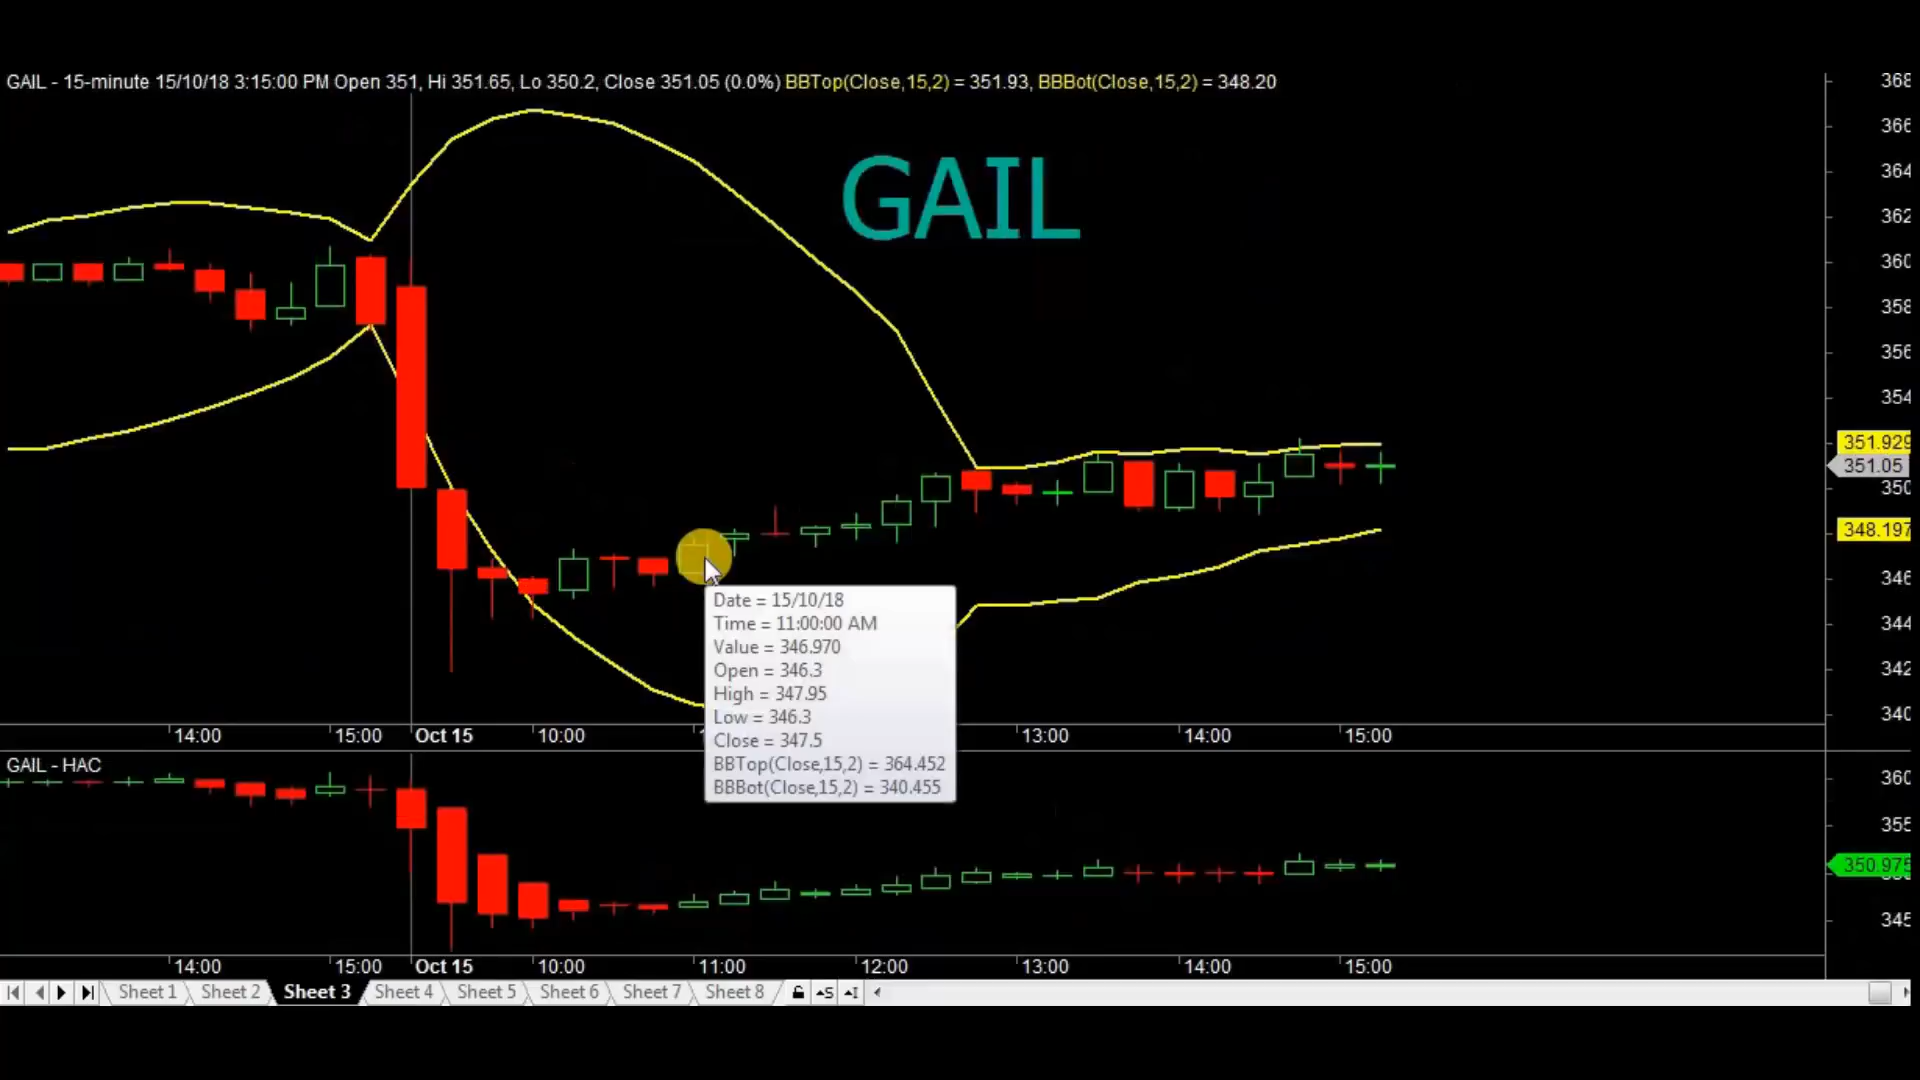 GAIL - 15-minute 15/10/18 3:15:00 PM Open 351, Hi 351.65, Lo 350.2, Close 351.05 (0.0%) BBTop(Close,15,2) = 351.93, BBBot(Close,15,2) = 348.20
GAIL
368
366
364
362
360
358
356
354
351.929
351.05
350
348.197
346
344
342
340
Date = 15/10/18
Time = 11:00:00 AM
Value = 346.970
Open = 346.3
High = 347.95
Low = 346.3
Close = 347.5
BBTop(Close,15,2) = 364.452
BBBot(Close,15,2) = 340.455
14:00 15:00 Oct 15 10:00 13:00 14:00 15:00
GAIL - HAC
360
355
350.975
345
14:00 15:00 Oct 15 10:00 11:00 12:00 13:00 14:00 15:00
Sheet 1 Sheet 2 Sheet 3 Sheet 4 Sheet 5 Sheet 6 Sheet 7 Sheet 8